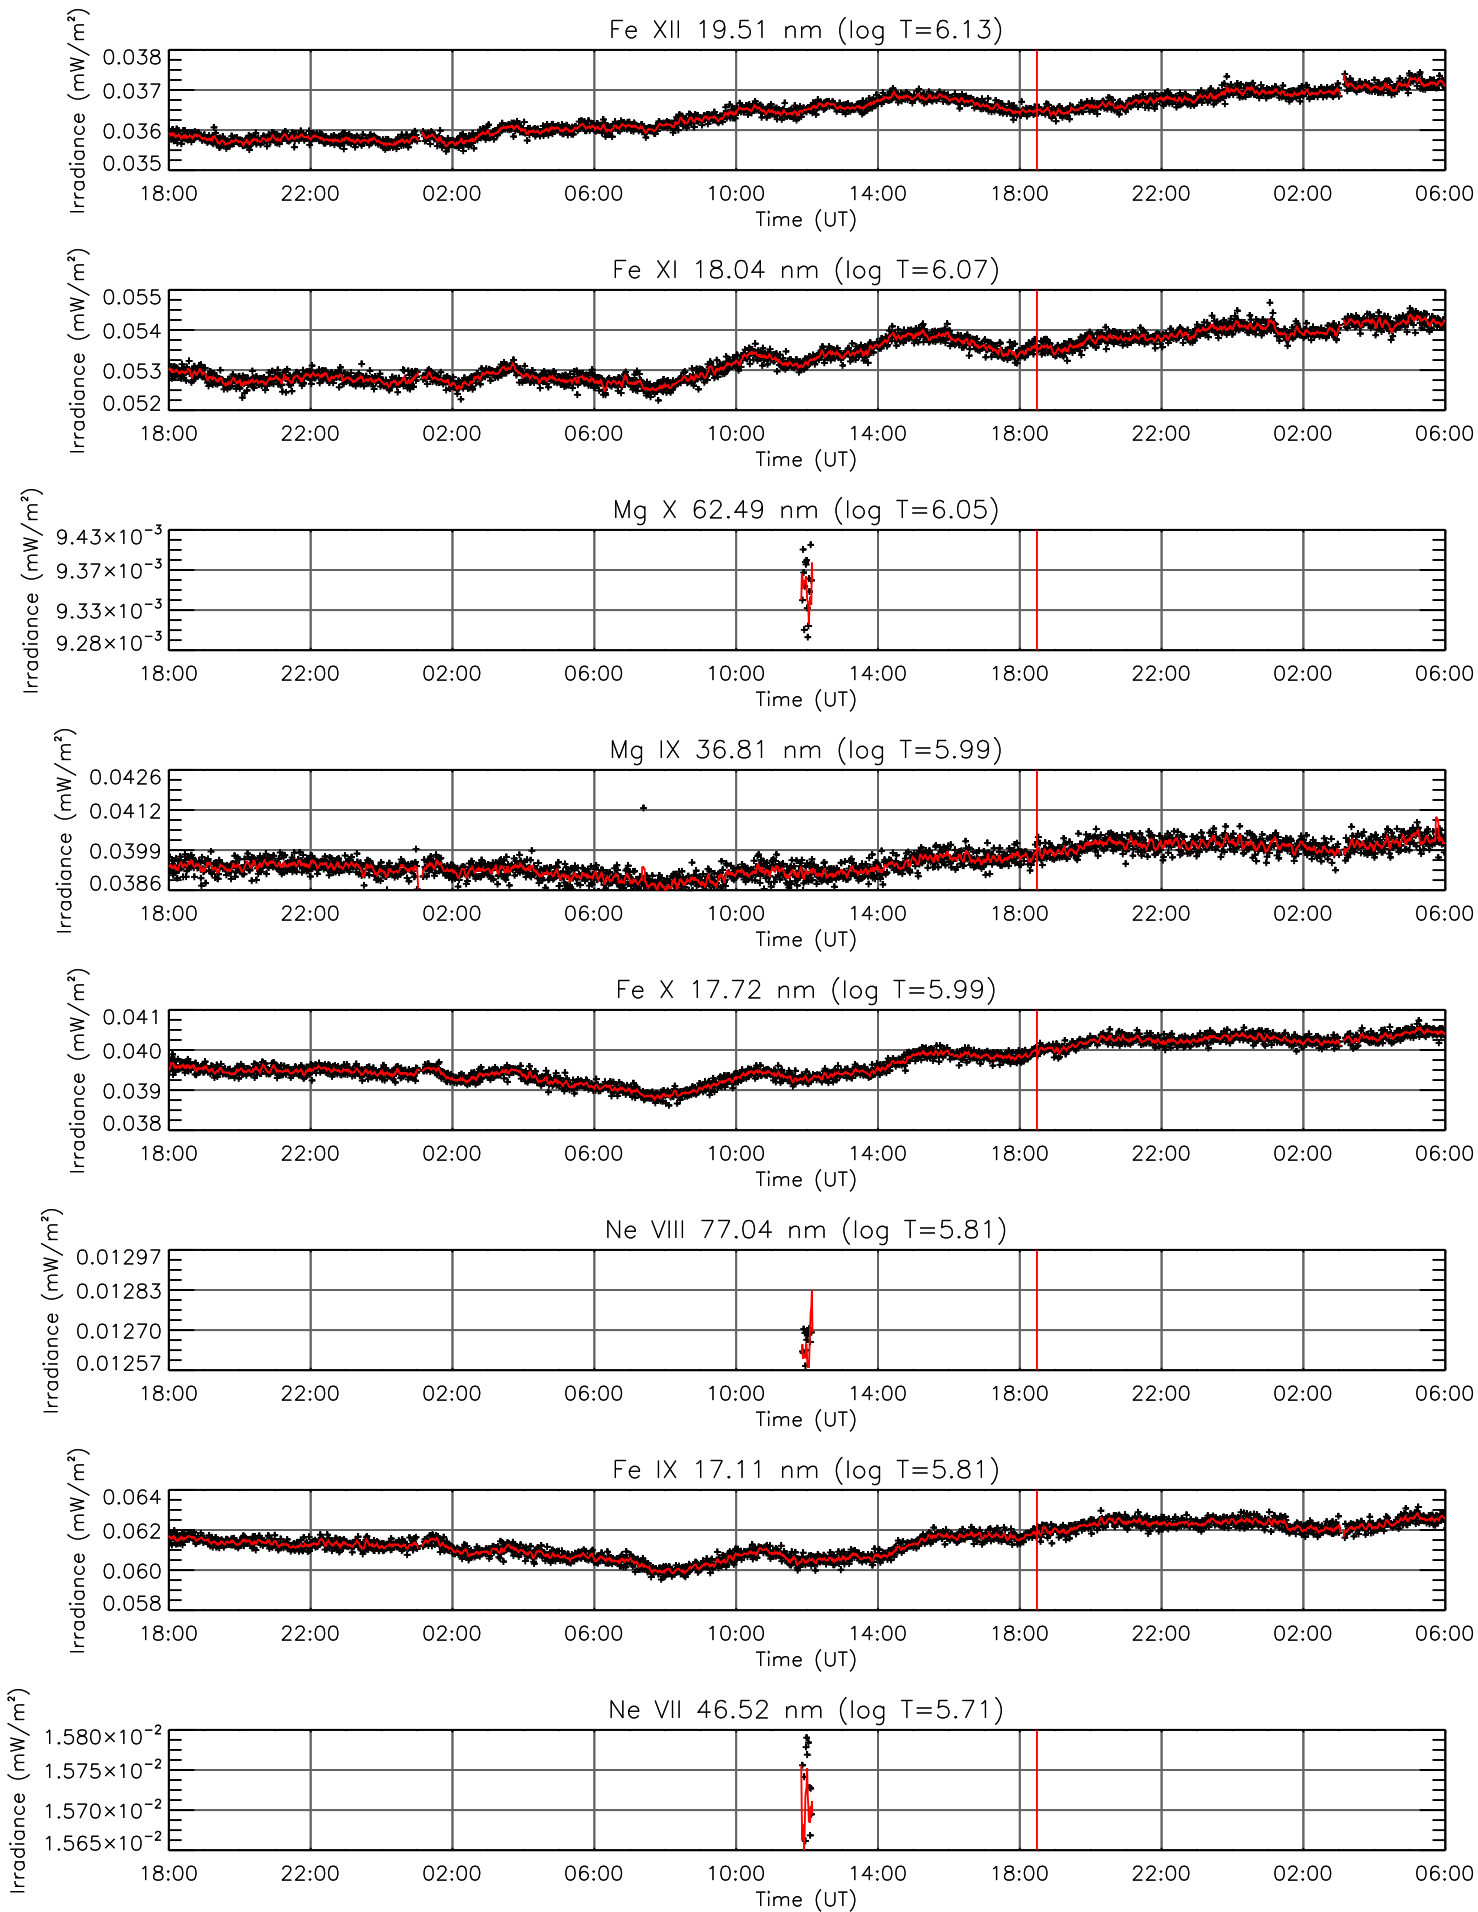 Fe XII 19.51 nm (log T=6.13)
Irradiance (mW/m²)
0.038
0.037
0.036
0.035
18:00 22:00 02:00 06:00 10:00 14:00 18:00 22:00 02:00 06:00
Time (UT)
Fe XI 18.04 nm (log T=6.07)
Irradiance (mW/m²)
0.055
0.054
0.053
0.052
18:00 22:00 02:00 06:00 10:00 14:00 18:00 22:00 02:00 06:00
Time (UT)
Mg X 62.49 nm (log T=6.05)
Irradiance (mW/m²)
9.43×10⁻³
9.37×10⁻³
9.33×10⁻³
9.28×10⁻³
18:00 22:00 02:00 06:00 10:00 14:00 18:00 22:00 02:00 06:00
Time (UT)
Mg IX 36.81 nm (log T=5.99)
Irradiance (mW/m²)
0.0426
0.0412
0.0399
0.0386
18:00 22:00 02:00 06:00 10:00 14:00 18:00 22:00 02:00 06:00
Time (UT)
Fe X 17.72 nm (log T=5.99)
Irradiance (mW/m²)
0.041
0.040
0.039
0.038
18:00 22:00 02:00 06:00 10:00 14:00 18:00 22:00 02:00 06:00
Time (UT)
Ne VIII 77.04 nm (log T=5.81)
Irradiance (mW/m²)
0.01297
0.01283
0.01270
0.01257
18:00 22:00 02:00 06:00 10:00 14:00 18:00 22:00 02:00 06:00
Time (UT)
Fe IX 17.11 nm (log T=5.81)
Irradiance (mW/m²)
0.064
0.062
0.060
0.058
18:00 22:00 02:00 06:00 10:00 14:00 18:00 22:00 02:00 06:00
Time (UT)
Ne VII 46.52 nm (log T=5.71)
Irradiance (mW/m²)
1.580×10⁻²
1.575×10⁻²
1.570×10⁻²
1.565×10⁻²
18:00 22:00 02:00 06:00 10:00 14:00 18:00 22:00 02:00 06:00
Time (UT)